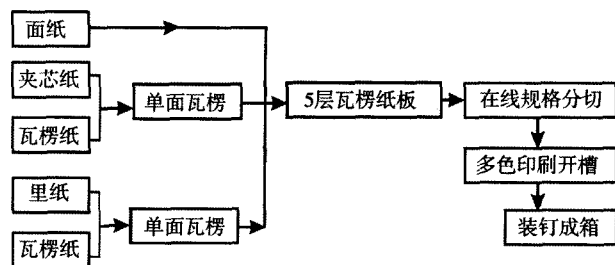 面纸
夹芯纸
瓦楞纸
单面瓦楞
里纸
瓦楞纸
单面瓦楞
5层瓦楞纸板
在线规格分切
多色印刷开槽
装钉成箱